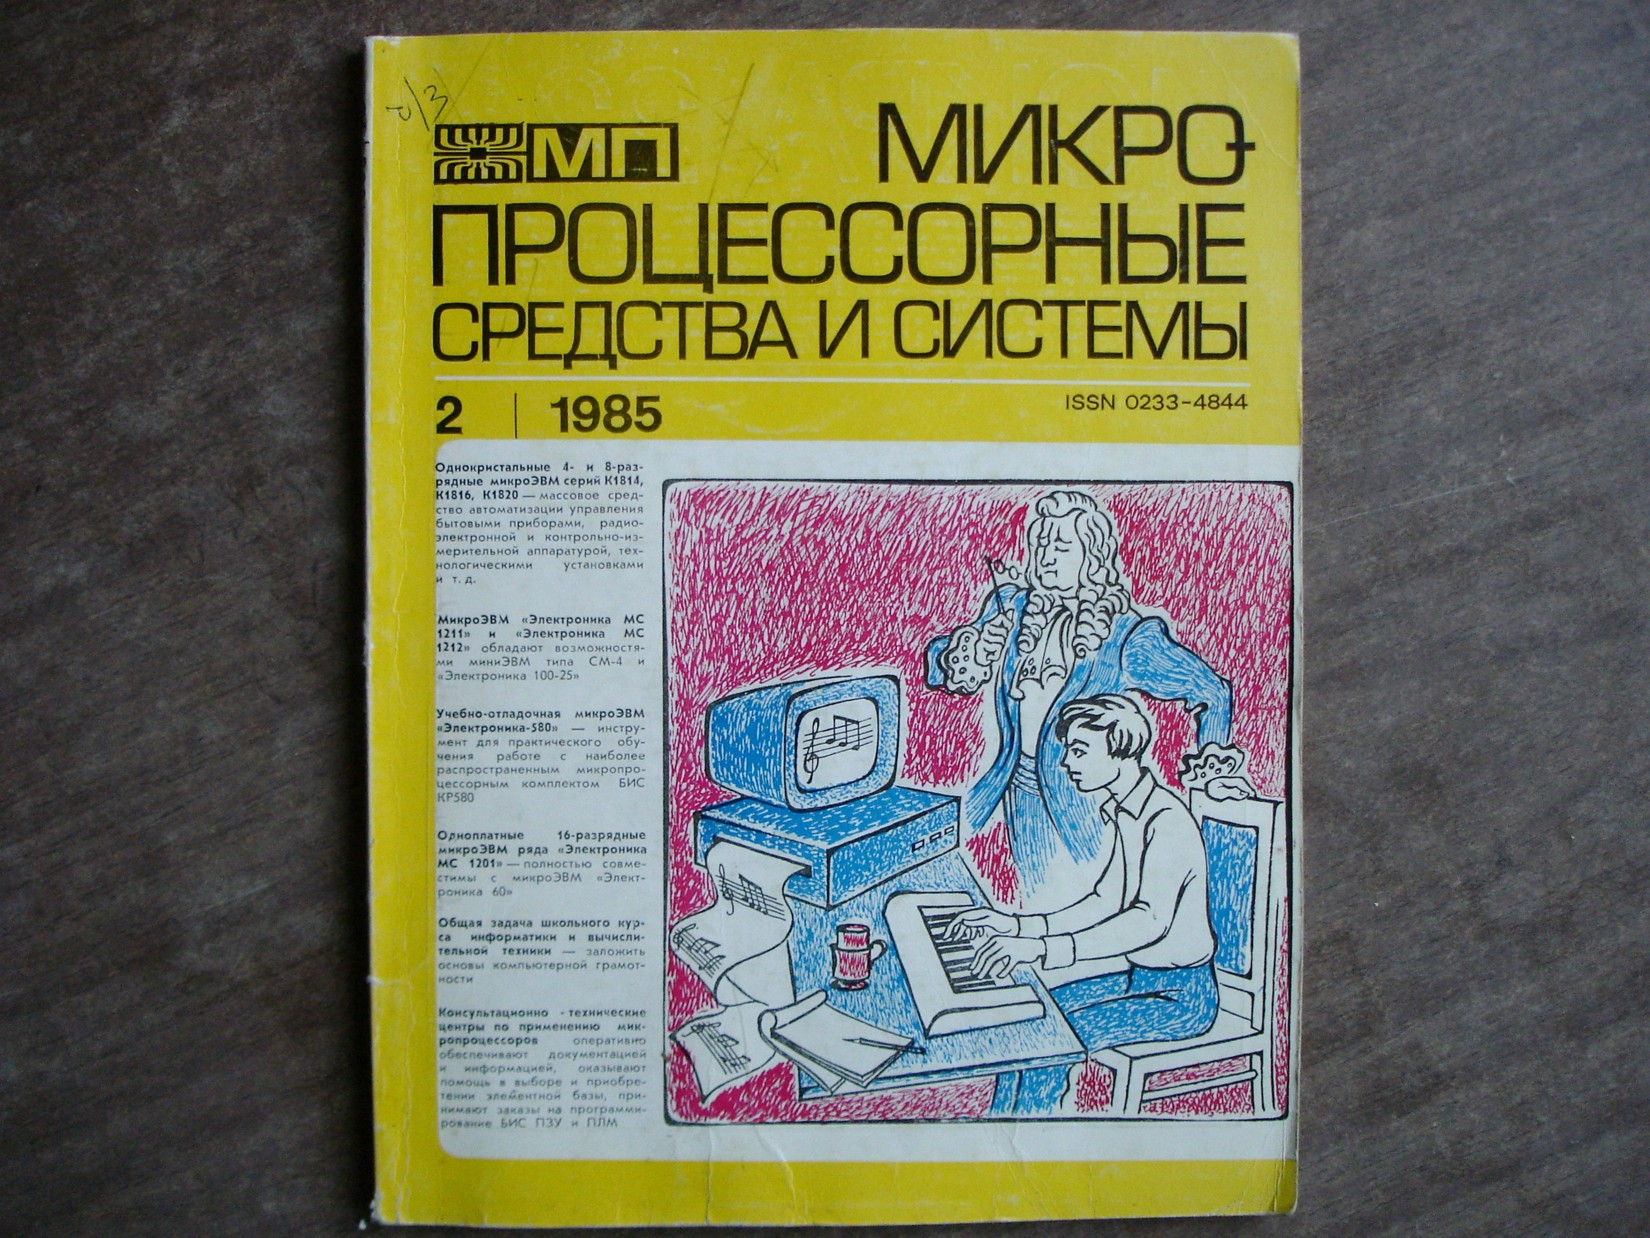 МП
МИКРО-
ПРОЦЕССОРНЫЕ
СРЕДСТВА И СИСТЕМЫ
2 | 1985
ISSN 0233-4844
Однокристальные 4- и 8-раз-
рядные микроЭВМ серий К1814,
К1816, К1820 — массовое сред-
ство автоматизации управления
бытовыми приборами, радио-
электронной и контрольно-из-
мерительной аппаратурой, тех-
нологическими установками
и т. д.
МикроЭВМ «Электроника МС
1211» и «Электроника МС
1212» обладают возможностя-
ми миниЭВМ типа СМ-4 и
«Электроника 100-25»
Учебно-отладочная микроЭВМ
«Электроника-580» — инстру-
мент для практического обу-
чения работе с наиболее
распространенным микропро-
цессорным комплектом БИС
КР580
Одноплатные 16-разрядные
микроЭВМ ряда «Электроника
МС 1201» — полностью совме-
стимы с микроЭВМ «Элект-
роника 60»
Общая задача школьного кур-
са информатики и вычисли-
тельной техники — заложить
основы компьютерной грамот-
ности
Консультационно - технические
центры по применению мик-
ропроцессоров оперативно
обеспечивают документацией
и информацией, оказывают
помощь в выборе и приобре-
тении элементной базы, при-
нимают заказы на программи-
рование БИС ПЗУ и ПЛМ